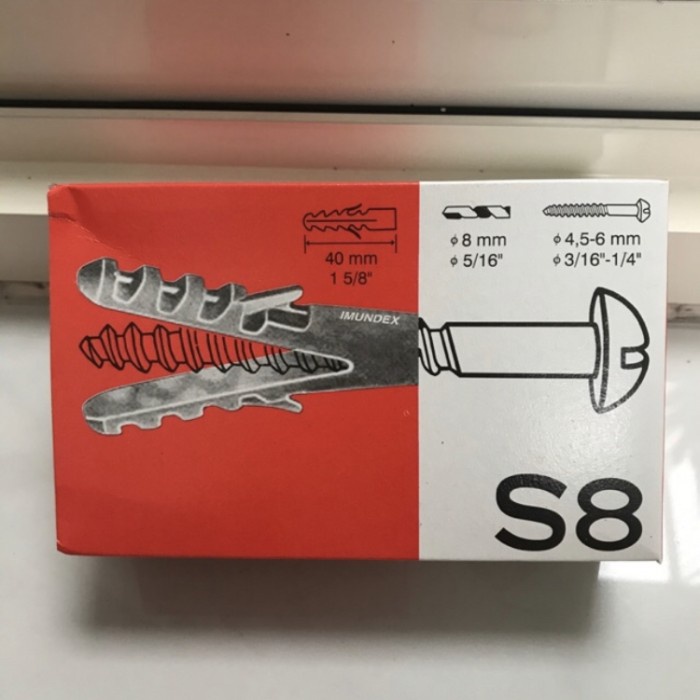 40 mm
1 5/8"
ϕ 8 mm
ϕ 5/16"
ϕ 4,5-6 mm
ϕ 3/16"-1/4"
IMUNDEX
S8